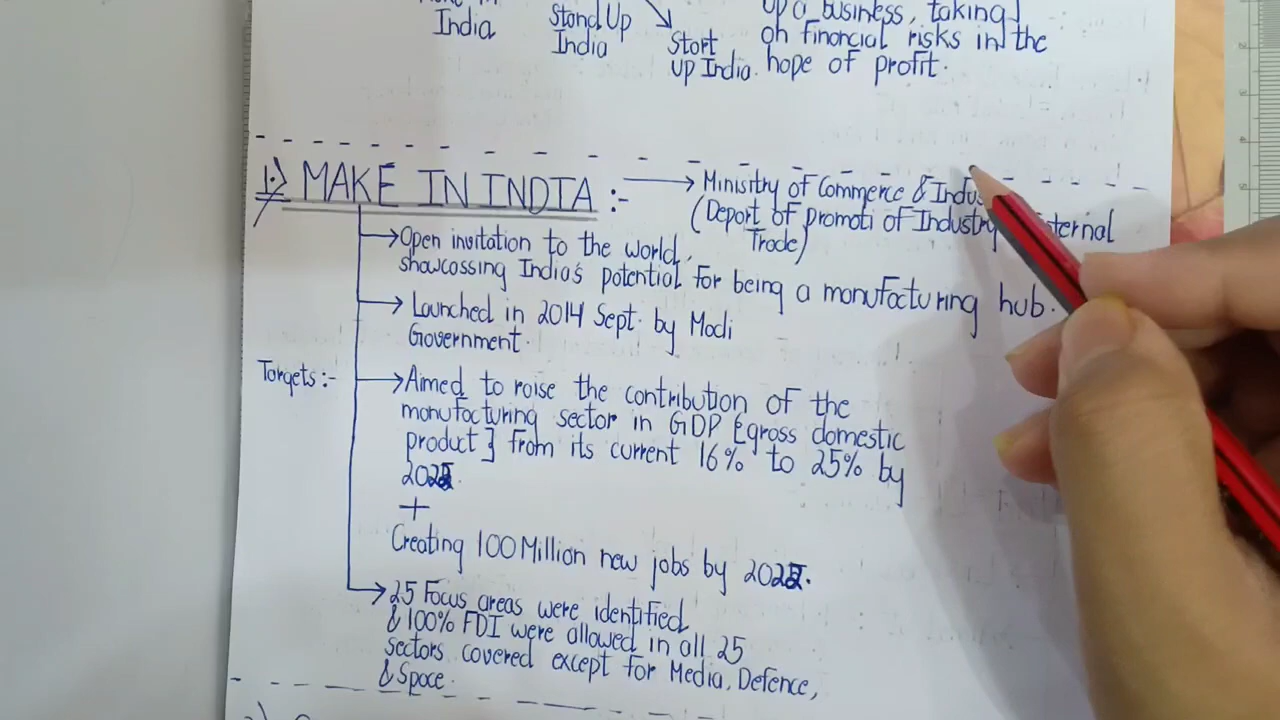 India
Stand Up
India
Start
Up India.
up a business, taking
on financial risks in the
hope of profit.
1.) MAKE IN INDIA :- → Minisitry of Commerce & Indus
(Deport of promoti of Industry
ternal
Trade)
→ Open invitation to the world,
showcossing India's potential for being a manufacturing hub.
→ Launched in 2014 Sept. by Modi
Government.
Targets :- → Aimed to raise the contribution of the
manufacturing sector in GDP [gross domestic
product] from its current 16% to 25% by
2022.
+
Creating 100 Million new jobs by 2022.
→ 25 Focus areas were identified
& 100% FDI were allowed in all 25
sectors covered except for Media, Defence,
& Space.